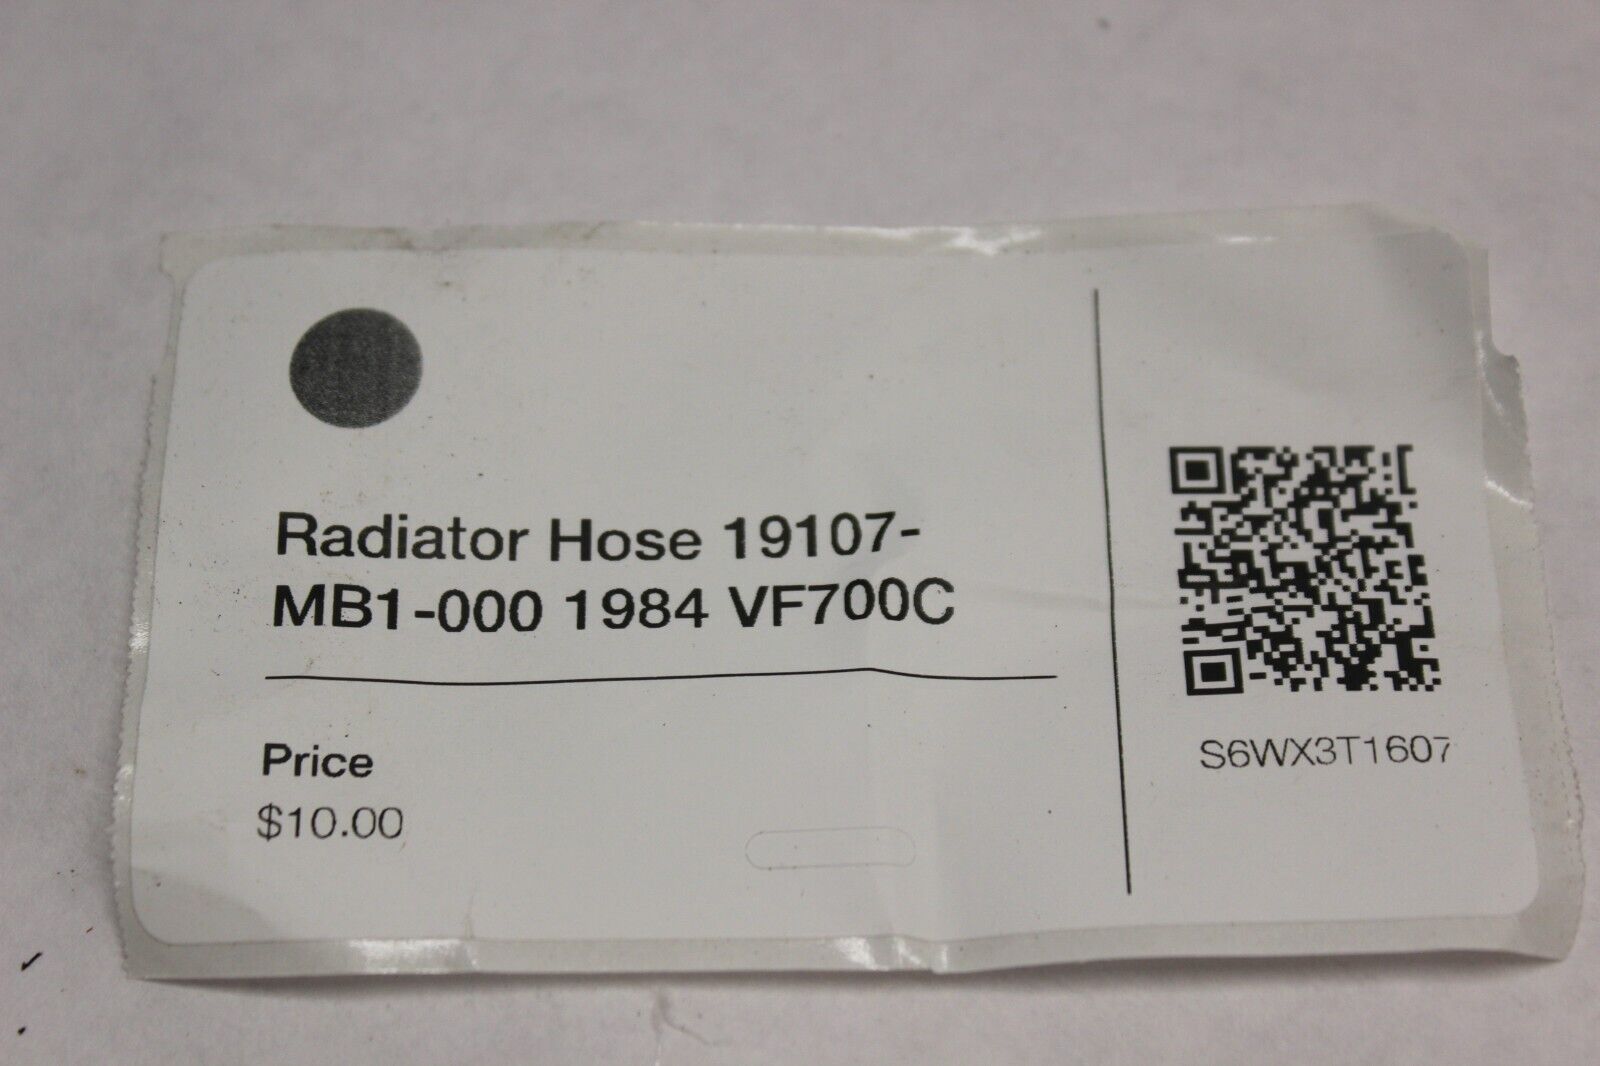 Radiator Hose 19107-
MB1-000 1984 VF700C
Price
$10.00
S6WX3T1607